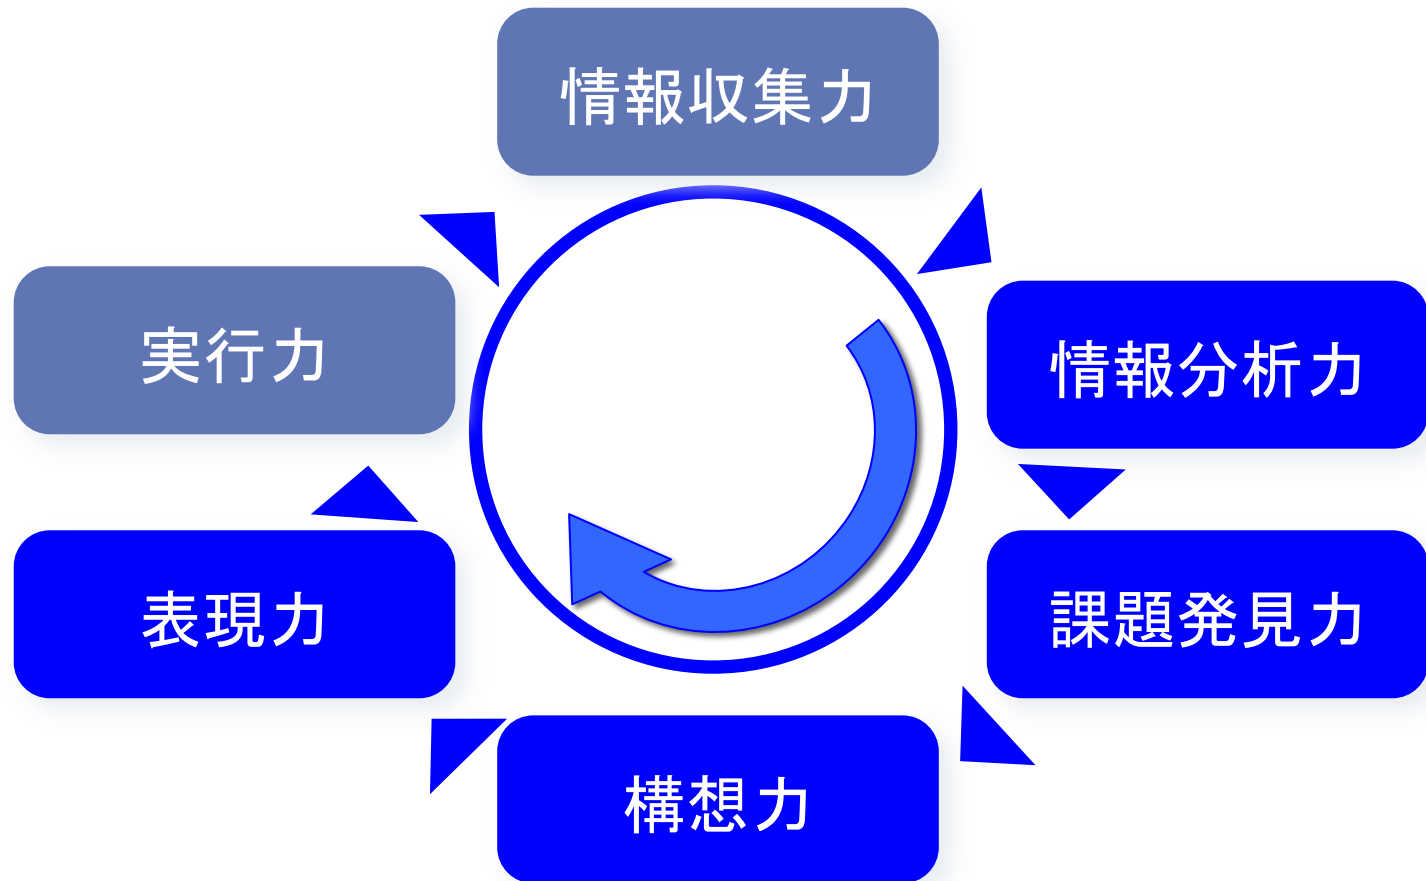 情報収集力
実行力
情報分析力
表現力
課題発見力
構想力